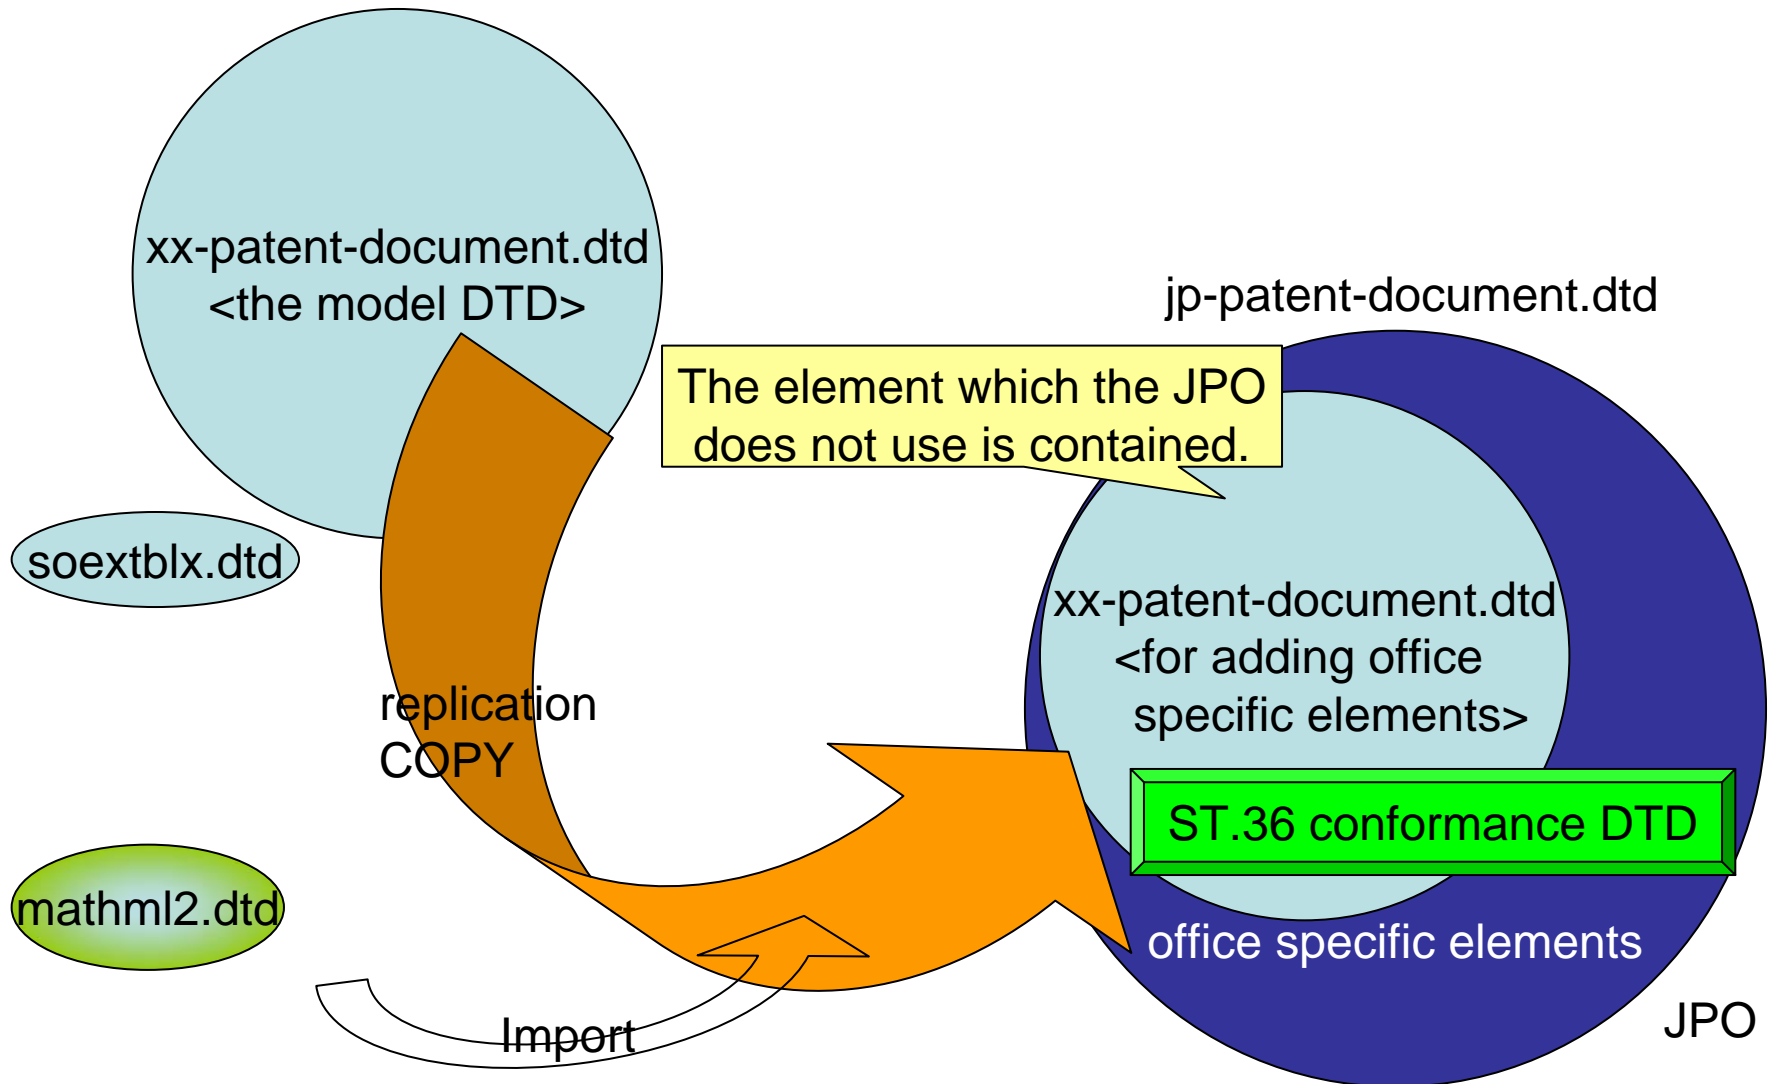 xx-patent-document.dtd
<the model DTD>
jp-patent-document.dtd
The element which the JPO
does not use is contained.
soextblx.dtd
xx-patent-document.dtd
<for adding office
specific elements>
replication
COPY
ST.36 conformance DTD
mathml2.dtd
office specific elements
Import
JPO